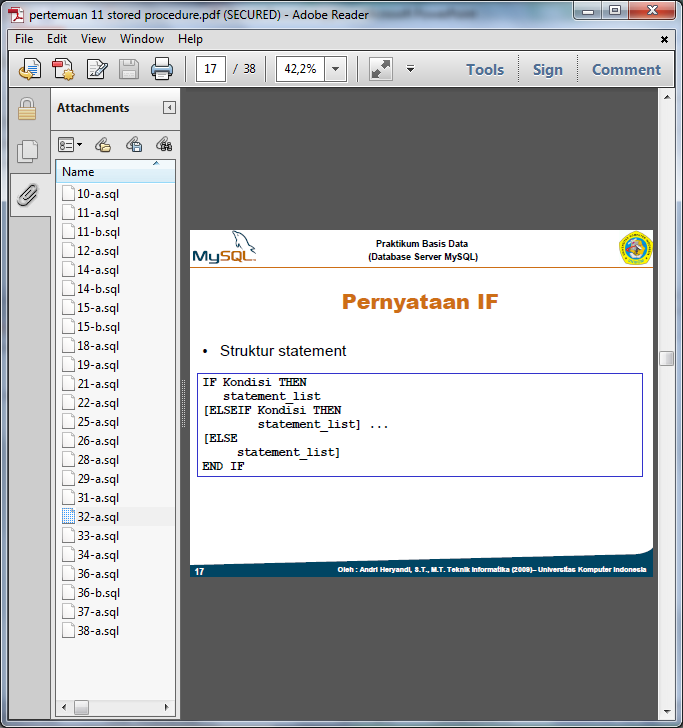 pertemuan 11 stored procedure.pdf (SECURED) - Adobe Reader
File Edit View Window Help
17 / 38 42,2% Tools Sign Comment
Attachments
Name
10-a.sql
11-a.sql
11-b.sql
12-a.sql
14-a.sql
14-b.sql
15-a.sql
15-b.sql
18-a.sql
19-a.sql
21-a.sql
22-a.sql
25-a.sql
26-a.sql
28-a.sql
29-a.sql
31-a.sql
32-a.sql
33-a.sql
34-a.sql
36-a.sql
36-b.sql
37-a.sql
38-a.sql
MySQL
Praktikum Basis Data
(Database Server MySQL)
Pernyataan IF
• Struktur statement
IF Kondisi THEN
statement_list
[ELSEIF Kondisi THEN
statement_list] ...
[ELSE
statement_list]
END IF
17 Oleh : Andri Heryandi, S.T., M.T. Teknik Informatika (2009)– Universitas Komputer Indonesia